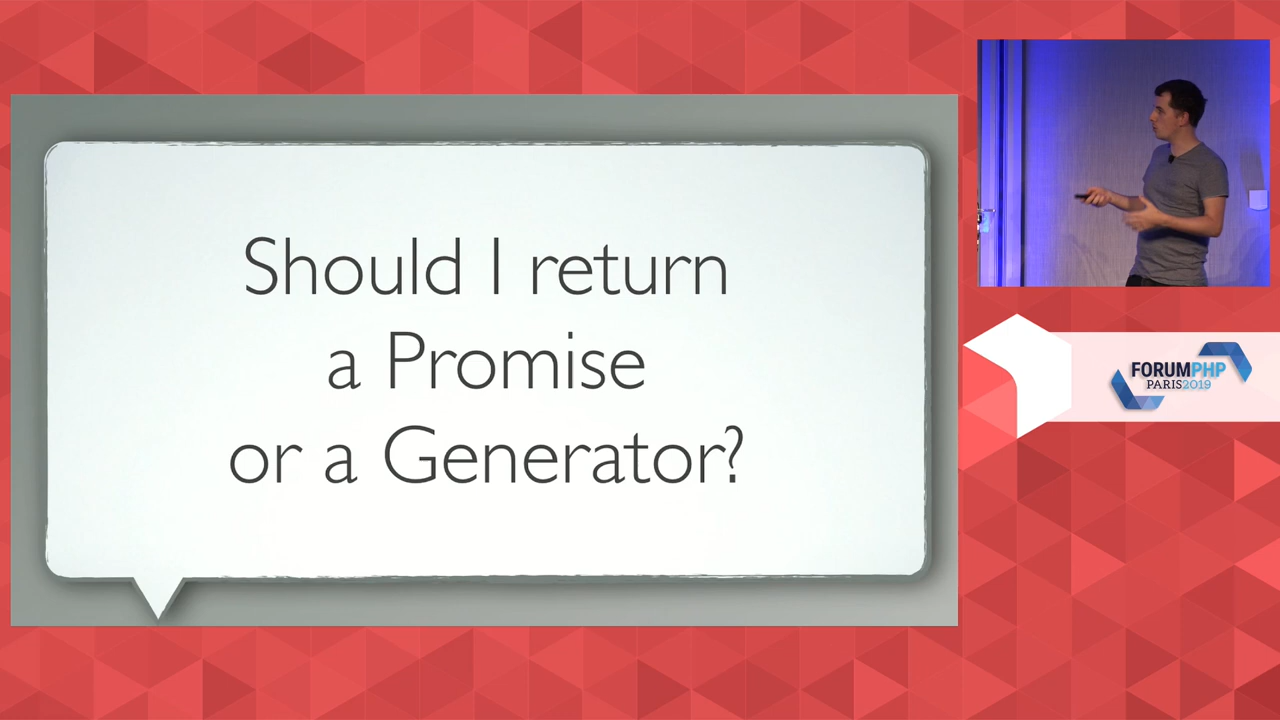 Should I return
a Promise
or a Generator?
FORUMPHP
PARIS2019